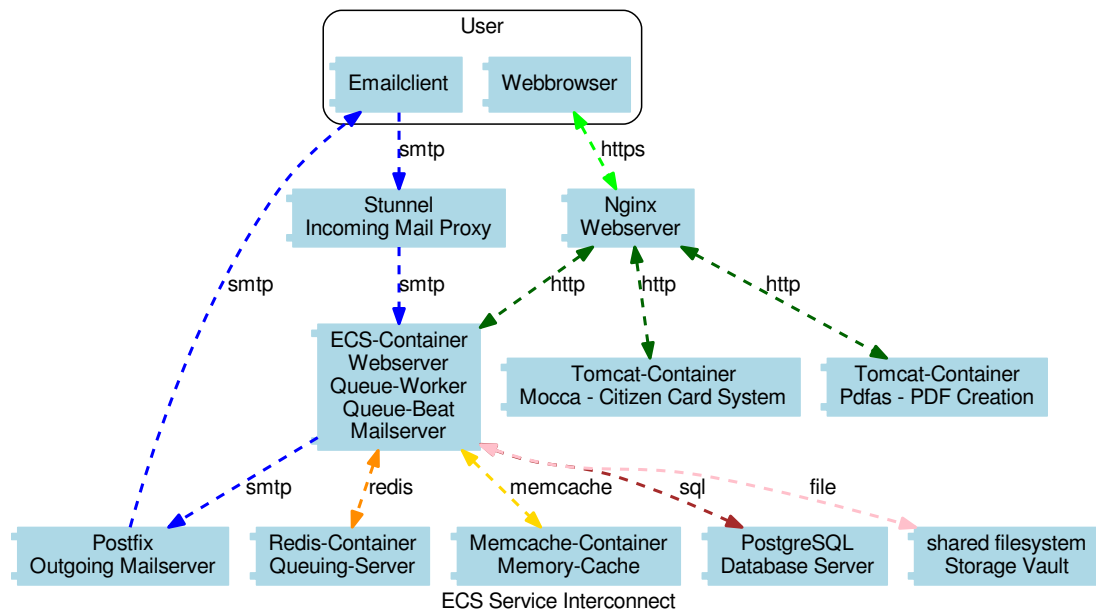 User
Emailclient
Webbrowser
smtp
https
Stunnel
Incoming Mail Proxy
Nginx
Webserver
smtp
smtp
http
http
http
ECS-Container
Webserver
Queue-Worker
Queue-Beat
Mailserver
Tomcat-Container
Mocca - Citizen Card System
Tomcat-Container
Pdfas - PDF Creation
smtp
redis
memcache
sql
file
Postfix
Outgoing Mailserver
Redis-Container
Queuing-Server
Memcache-Container
Memory-Cache
PostgreSQL
Database Server
shared filesystem
Storage Vault
ECS Service Interconnect